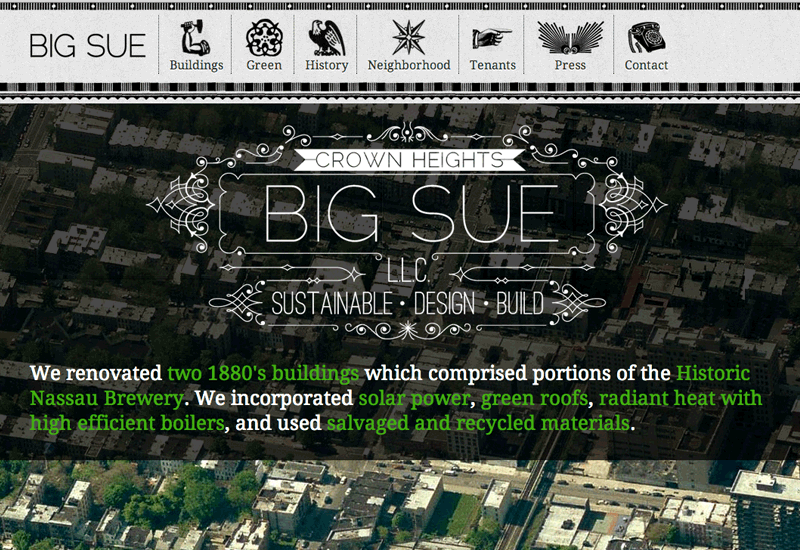 BIG SUE
Buildings
Green
History
Neighborhood
Tenants
Press
Contact
CROWN HEIGHTS
BIG SUE
LLC.
SUSTAINABLE • DESIGN • BUILD
We renovated two 1880's buildings which comprised portions of the Historic
Nassau Brewery. We incorporated solar power, green roofs, radiant heat with
high efficient boilers, and used salvaged and recycled materials.